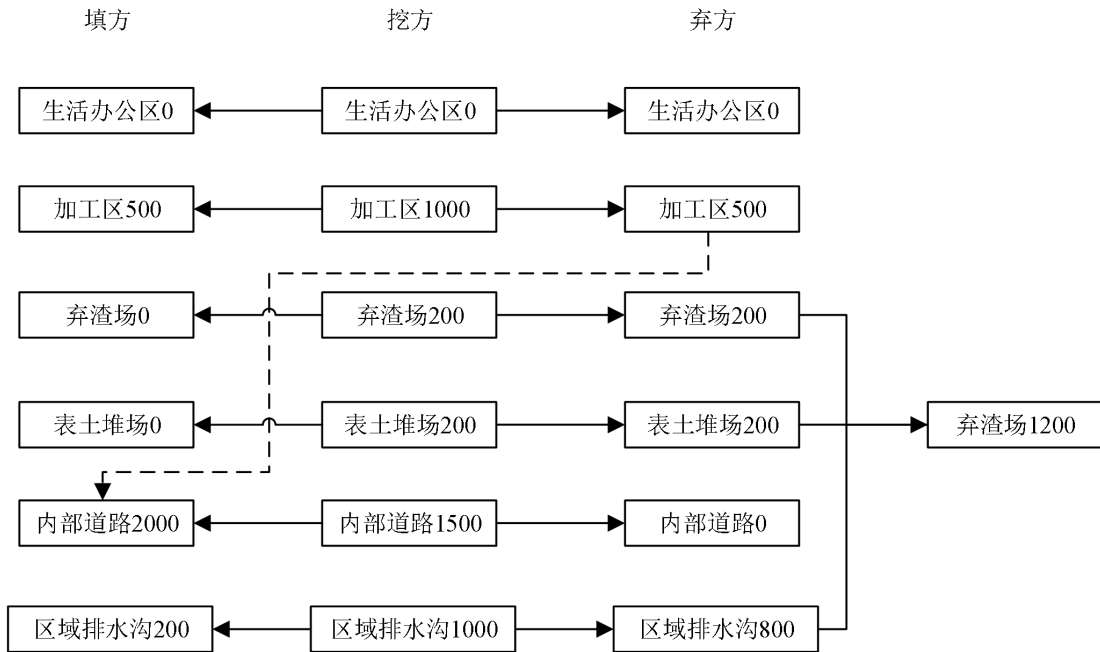 填方 挖方 弃方
生活办公区0 生活办公区0 生活办公区0
加工区500 加工区1000 加工区500
弃渣场0 弃渣场200 弃渣场200
表土堆场0 表土堆场200 表土堆场200 弃渣场1200
内部道路2000 内部道路1500 内部道路0
区域排水沟200 区域排水沟1000 区域排水沟800